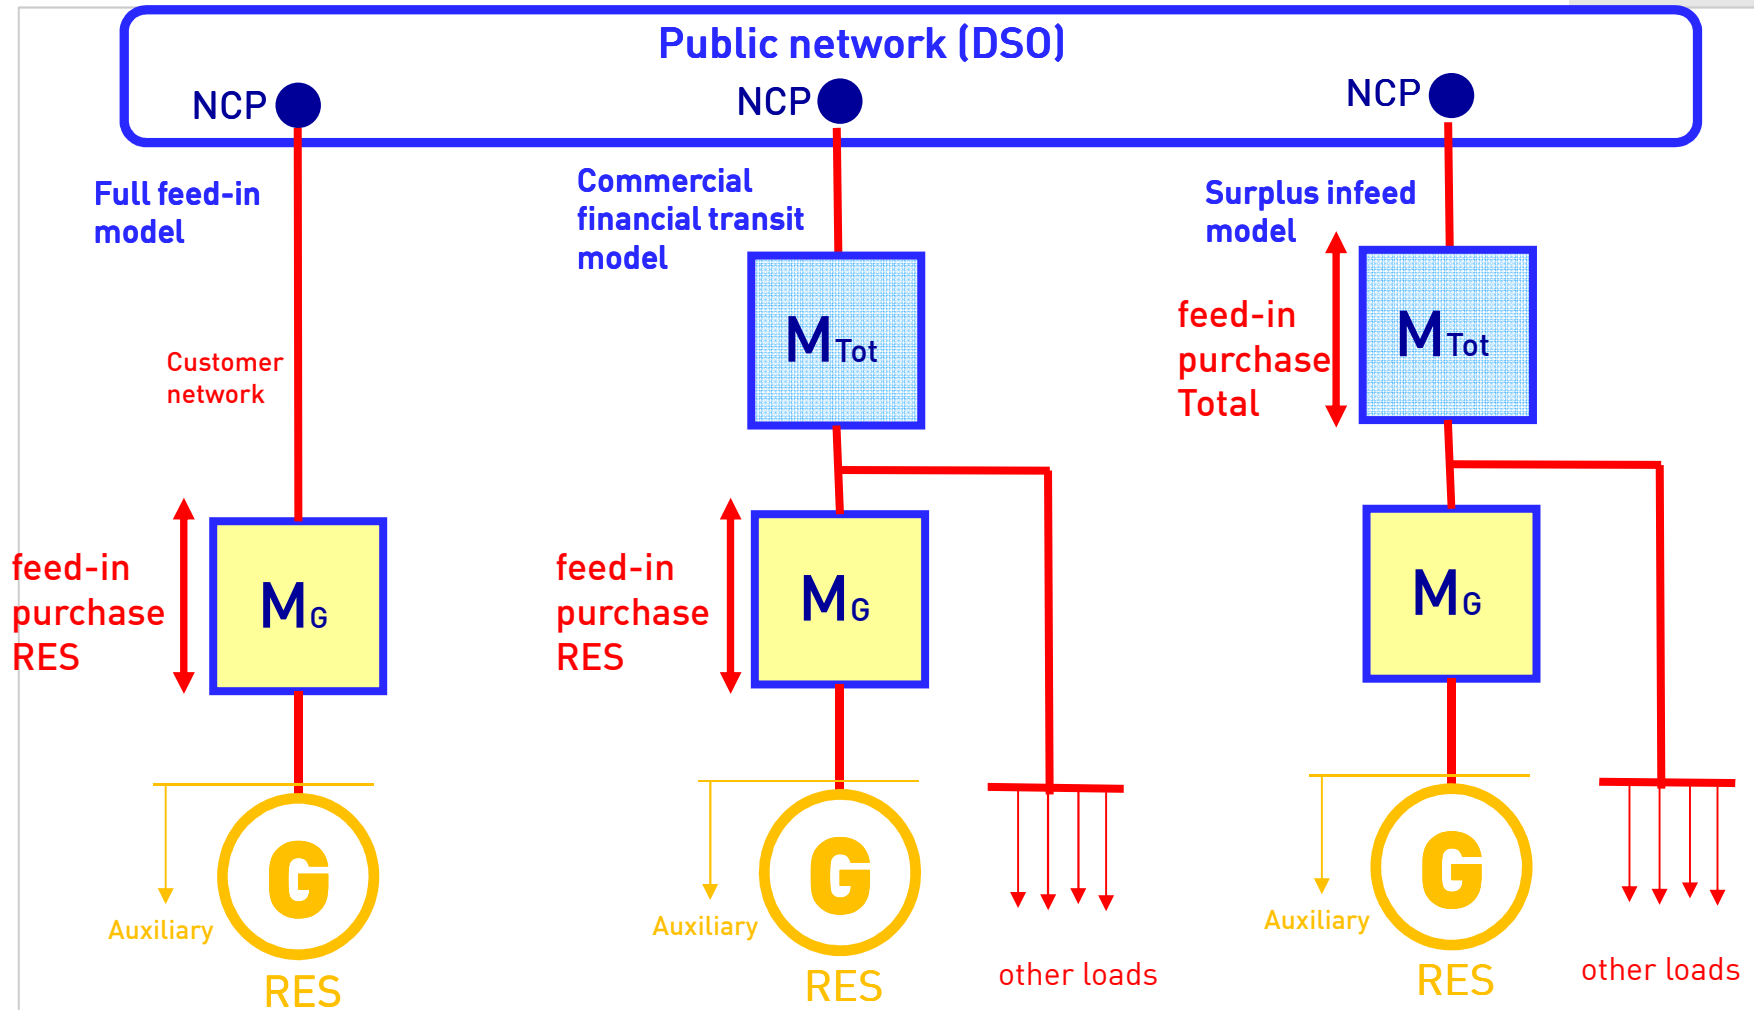 Public network (DSO)
NCP
NCP
NCP
Full feed-in
model
Commercial
financial transit
model
Surplus infeed
model
Customer
network
feed-in
purchase
RES
MG
Auxiliary
G
RES
MTot
feed-in
purchase
RES
MG
Auxiliary
G
RES
other loads
feed-in
purchase
Total
MTot
MG
Auxiliary
G
RES
other loads